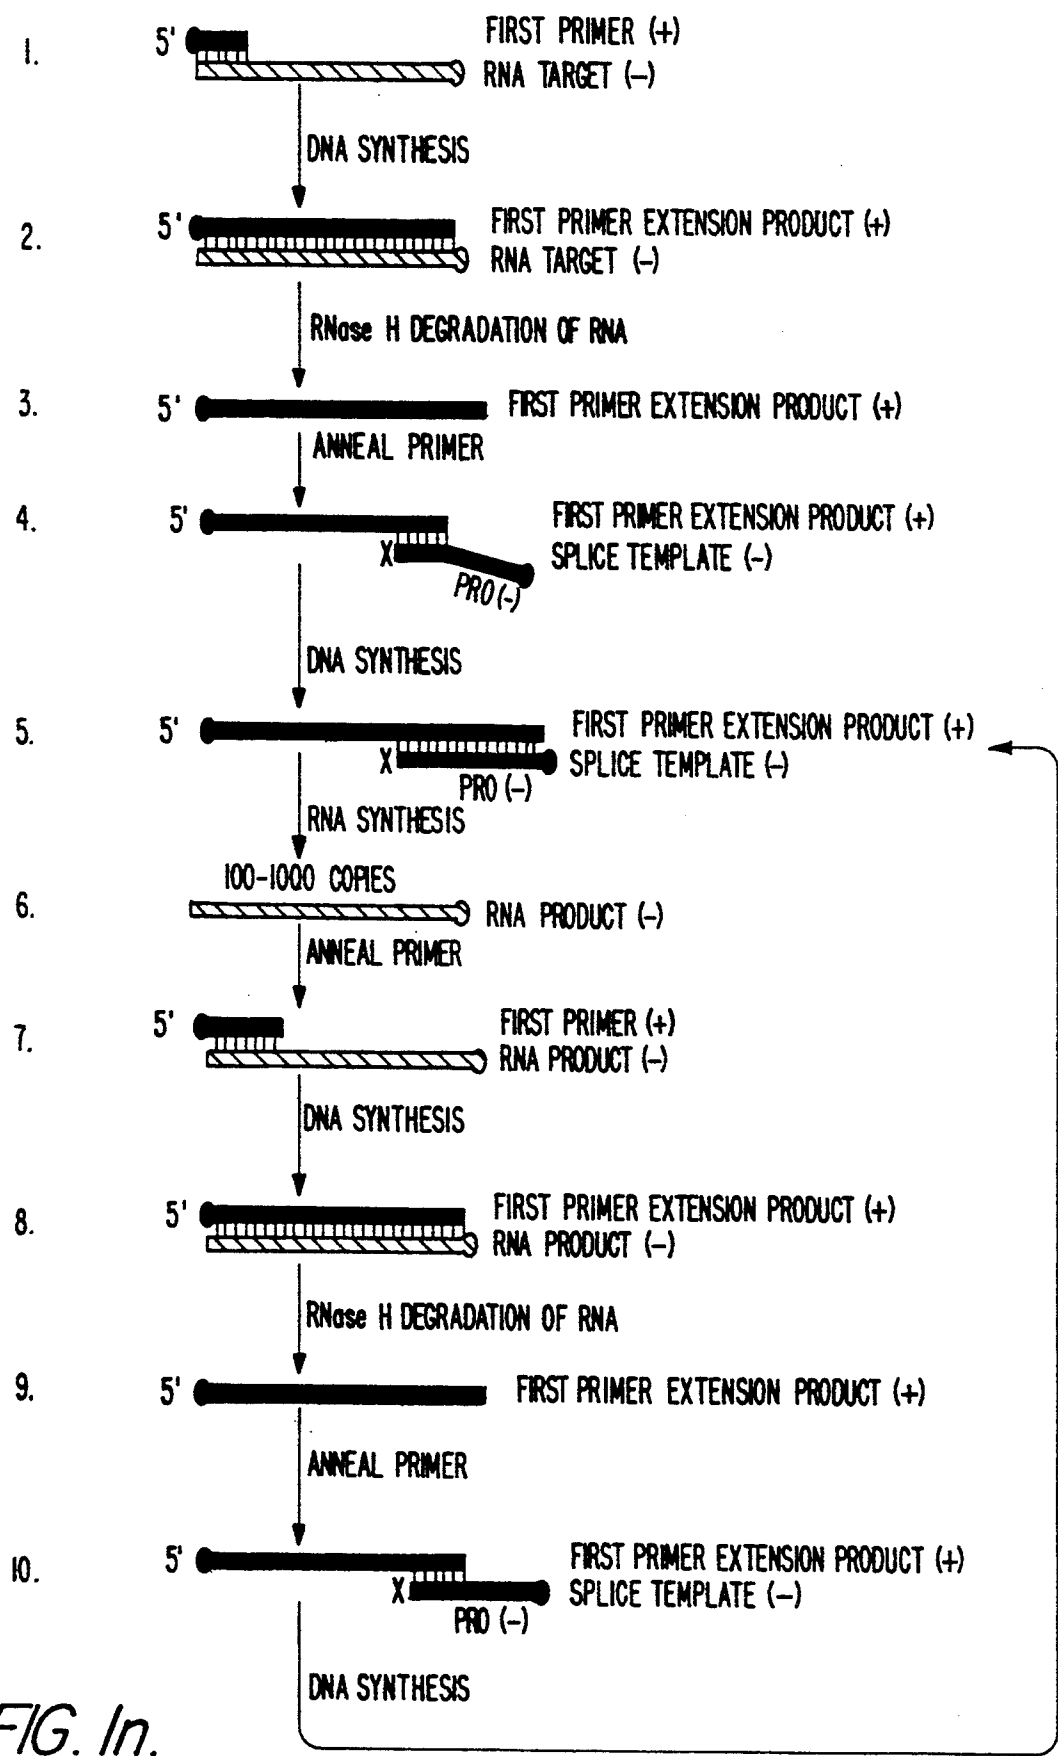 1.
5'
FIRST PRIMER (+)
RNA TARGET (-)
DNA SYNTHESIS
2.
5'
FIRST PRIMER EXTENSION PRODUCT (+)
RNA TARGET (-)
RNase H DEGRADATION OF RNA
3.
5'
FIRST PRIMER EXTENSION PRODUCT (+)
ANNEAL PRIMER
4.
5'
FIRST PRIMER EXTENSION PRODUCT (+)
X
SPLICE TEMPLATE (-)
PRO (-)
DNA SYNTHESIS
5.
5'
FIRST PRIMER EXTENSION PRODUCT (+)
X
SPLICE TEMPLATE (-)
PRO (-)
RNA SYNTHESIS
100-1000 COPIES
6.
RNA PRODUCT (-)
ANNEAL PRIMER
7.
5'
FIRST PRIMER (+)
RNA PRODUCT (-)
DNA SYNTHESIS
8.
5'
FIRST PRIMER EXTENSION PRODUCT (+)
RNA PRODUCT (-)
RNase H DEGRADATION OF RNA
9.
5'
FIRST PRIMER EXTENSION PRODUCT (+)
ANNEAL PRIMER
10.
5'
FIRST PRIMER EXTENSION PRODUCT (+)
X
SPLICE TEMPLATE (-)
PRO (-)
DNA SYNTHESIS
FIG. 1n.